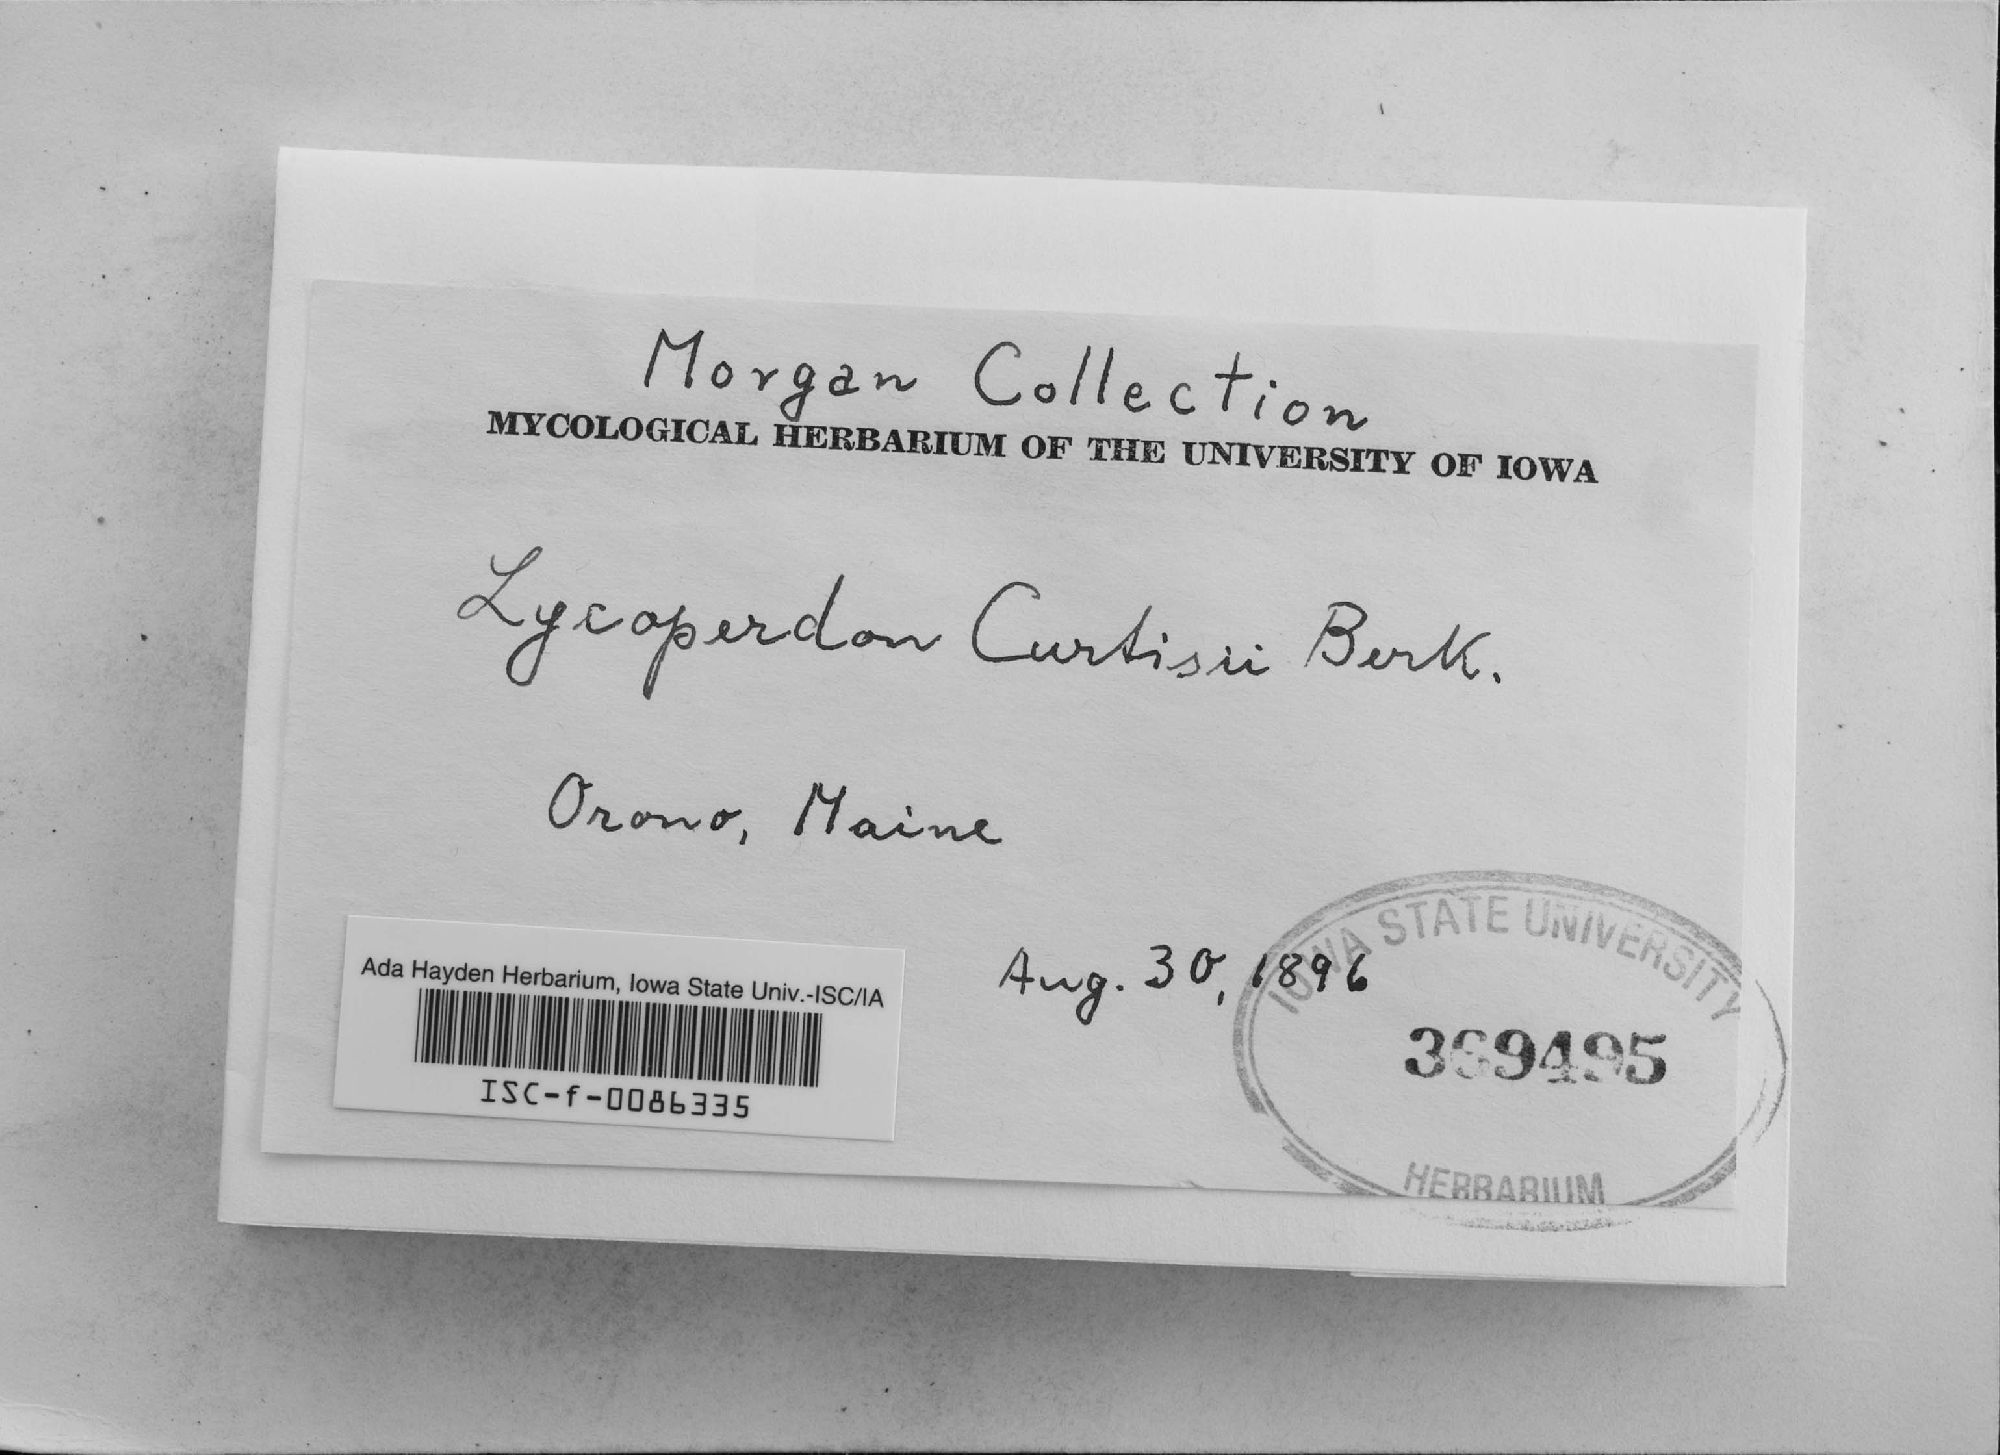 Morgan Collection
MYCOLOGICAL HERBARIUM OF THE UNIVERSITY OF IOWA
Lycoperdon Curtisii Berk.
Orono, Maine
Aug. 30, 1896
IOWA STATE UNIVERSITY
369495
HERBARIUM
Ada Hayden Herbarium, Iowa State Univ.-ISC/IA
ISC-f-0086335